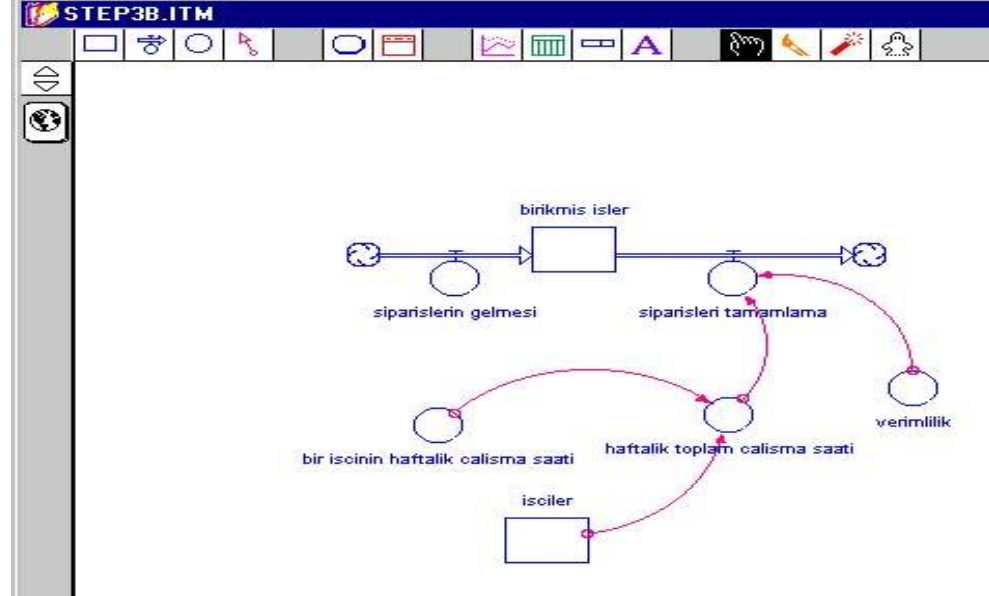 STEP3B.ITM
A
birikmis isler
siparislerin gelmesi
siparisleri tamamlama
verimlilik
bir iscinin haftalik calisma saati
haftalik toplam calisma saati
isciler